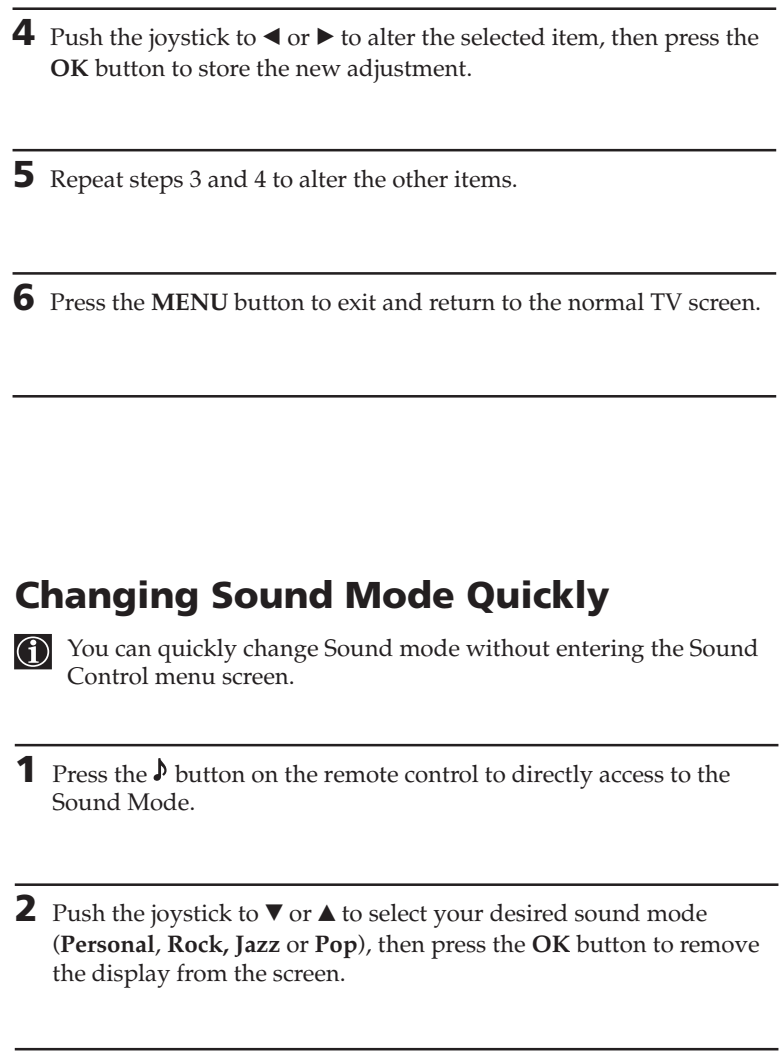 4 Push the joystick to ◄ or ► to alter the selected item, then press the
OK button to store the new adjustment.
5 Repeat steps 3 and 4 to alter the other items.
6 Press the MENU button to exit and return to the normal TV screen.
Changing Sound Mode Quickly
You can quickly change Sound mode without entering the Sound
Control menu screen.
1 Press the ♪ button on the remote control to directly access to the
Sound Mode.
2 Push the joystick to ▼ or ▲ to select your desired sound mode
(Personal, Rock, Jazz or Pop), then press the OK button to remove
the display from the screen.